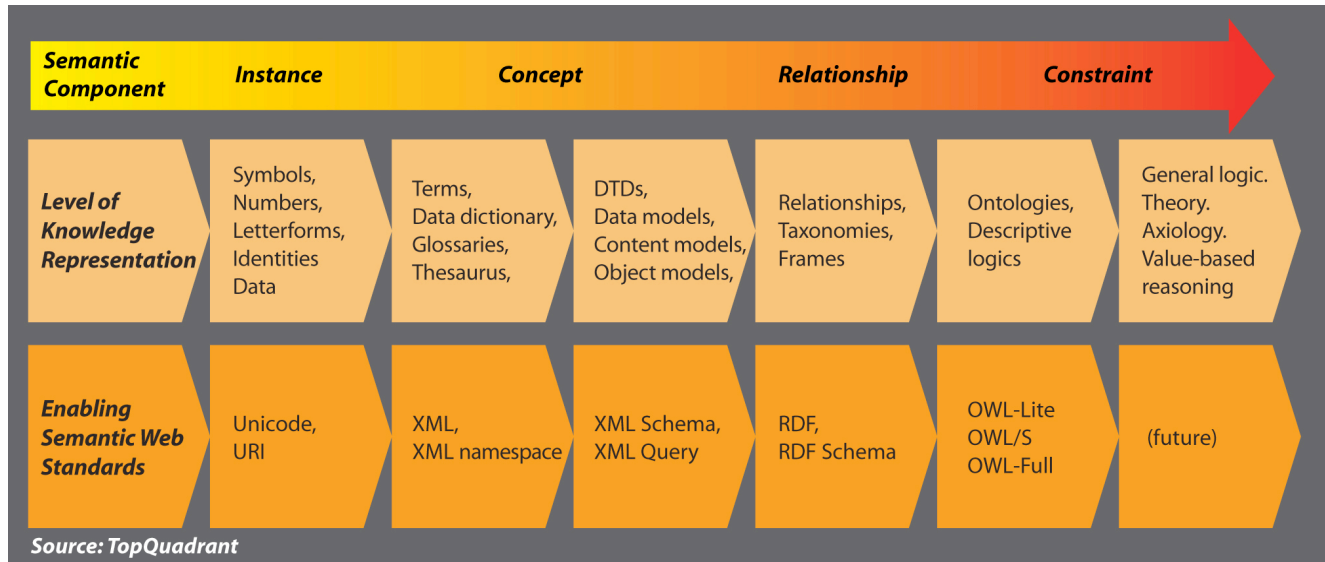 Semantic
Component
Instance
Concept
Relationship
Constraint
Level of
Knowledge
Representation
Symbols,
Numbers,
Letterforms,
Identities
Data
Terms,
Data dictionary,
Glossaries,
Thesaurus,
DTDs,
Data models,
Content models,
Object models,
Relationships,
Taxonomies,
Frames
Ontologies,
Descriptive
logics
General logic.
Theory.
Axiology.
Value-based
reasoning
Enabling
Semantic Web
Standards
Unicode,
URI
XML,
XML namespace
XML Schema,
XML Query
RDF,
RDF Schema
OWL-Lite
OWL/S
OWL-Full
(future)
Source: TopQuadrant